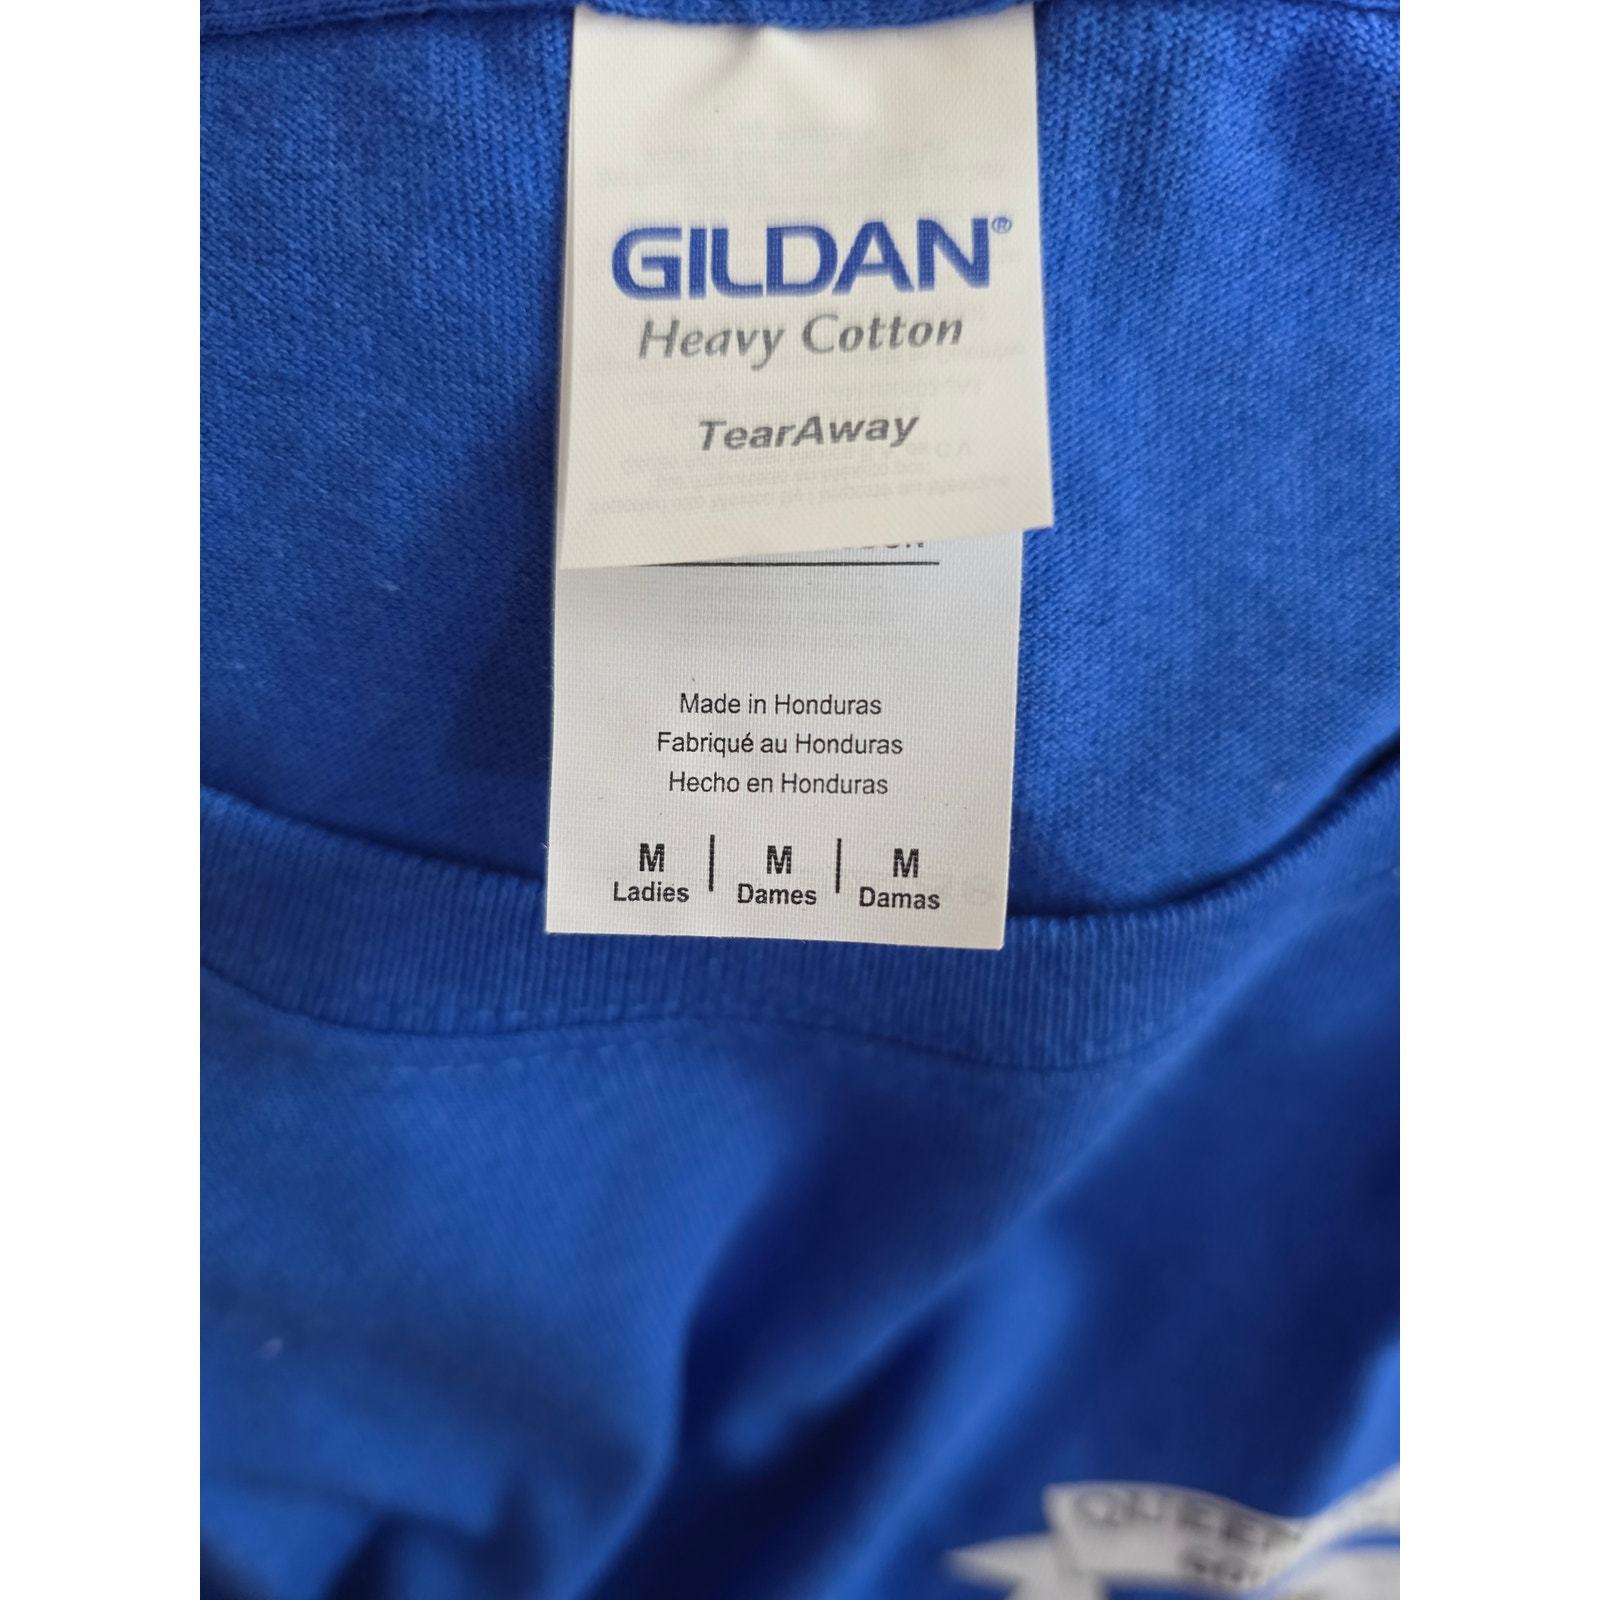 GILDAN®
Heavy Cotton
TearAway
Made in Honduras
Fabriqué au Honduras
Hecho en Honduras
M | M | M
Ladies Dames Damas